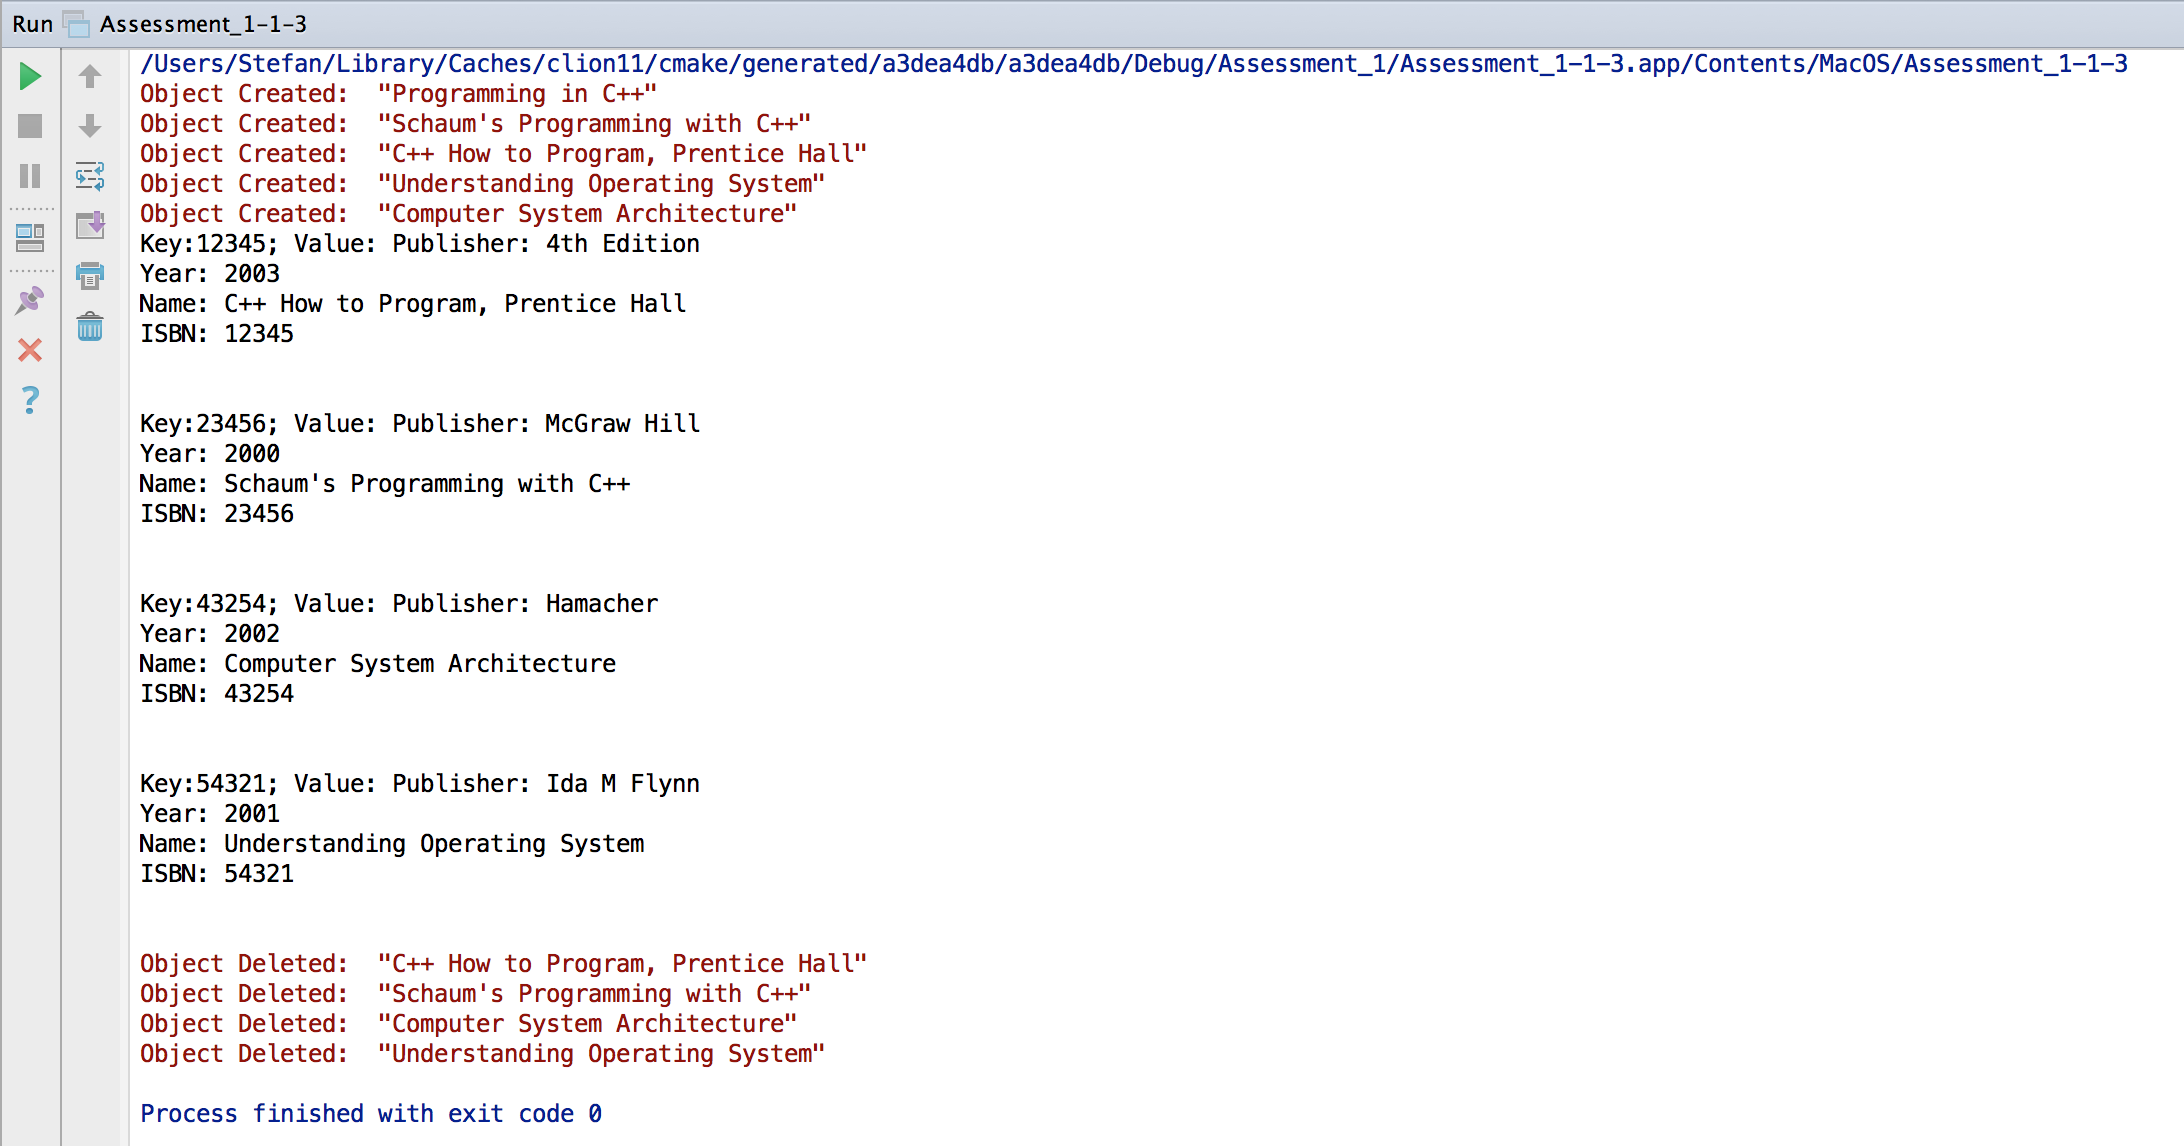 Run Assessment_1-1-3
/Users/Stefan/Library/Caches/clion11/cmake/generated/a3dea4db/a3dea4db/Debug/Assessment_1/Assessment_1-1-3.app/Contents/MacOS/Assessment_1-1-3
Object Created:  "Programming in C++"
Object Created:  "Schaum's Programming with C++"
Object Created:  "C++ How to Program, Prentice Hall"
Object Created:  "Understanding Operating System"
Object Created:  "Computer System Architecture"
Key:12345; Value: Publisher: 4th Edition
Year: 2003
Name: C++ How to Program, Prentice Hall
ISBN: 12345
Key:23456; Value: Publisher: McGraw Hill
Year: 2000
Name: Schaum's Programming with C++
ISBN: 23456
Key:43254; Value: Publisher: Hamacher
Year: 2002
Name: Computer System Architecture
ISBN: 43254
Key:54321; Value: Publisher: Ida M Flynn
Year: 2001
Name: Understanding Operating System
ISBN: 54321
Object Deleted:  "C++ How to Program, Prentice Hall"
Object Deleted:  "Schaum's Programming with C++"
Object Deleted:  "Computer System Architecture"
Object Deleted:  "Understanding Operating System"
Process finished with exit code 0